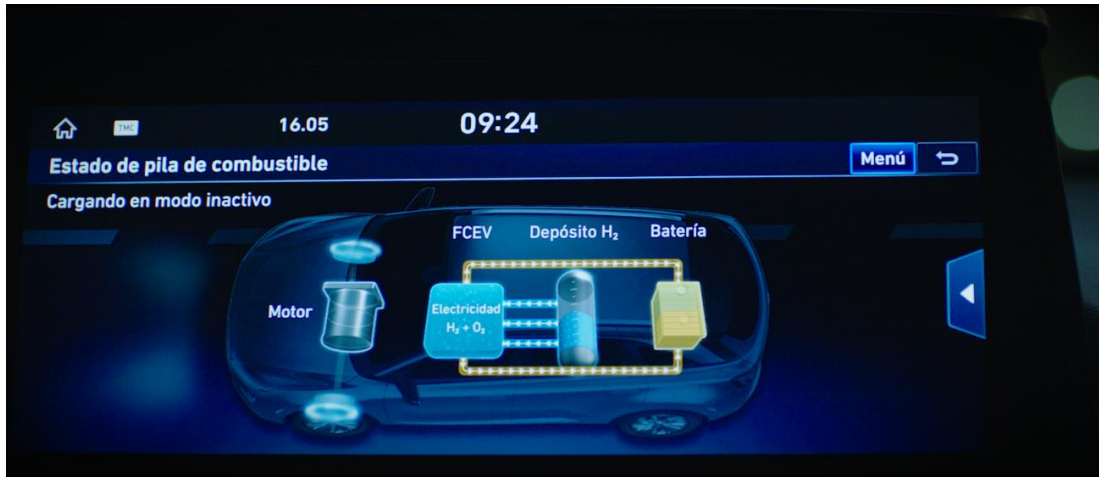 TMC 16.05 09:24
Estado de pila de combustible Menú
Cargando en modo inactivo
FCEV Depósito H₂ Batería
Motor
Electricidad
H₂ + O₂